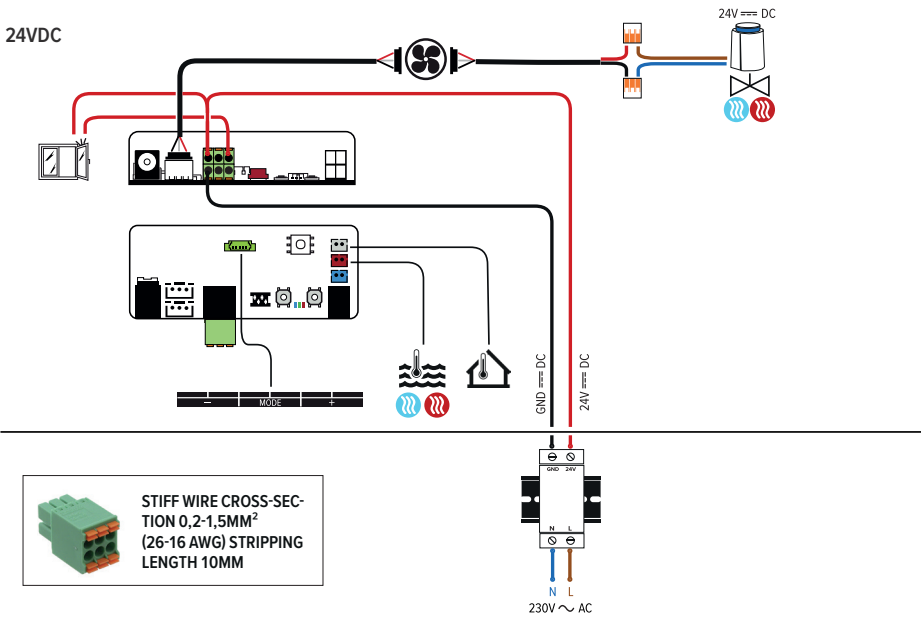 24VDC
24V ⎓ DC
MODE
GND ⎓ DC
24V ⎓ DC
GND 24V
N L
N L
230V ~ AC
STIFF WIRE CROSS-SEC-
TION 0,2-1,5MM²
(26-16 AWG) STRIPPING
LENGTH 10MM